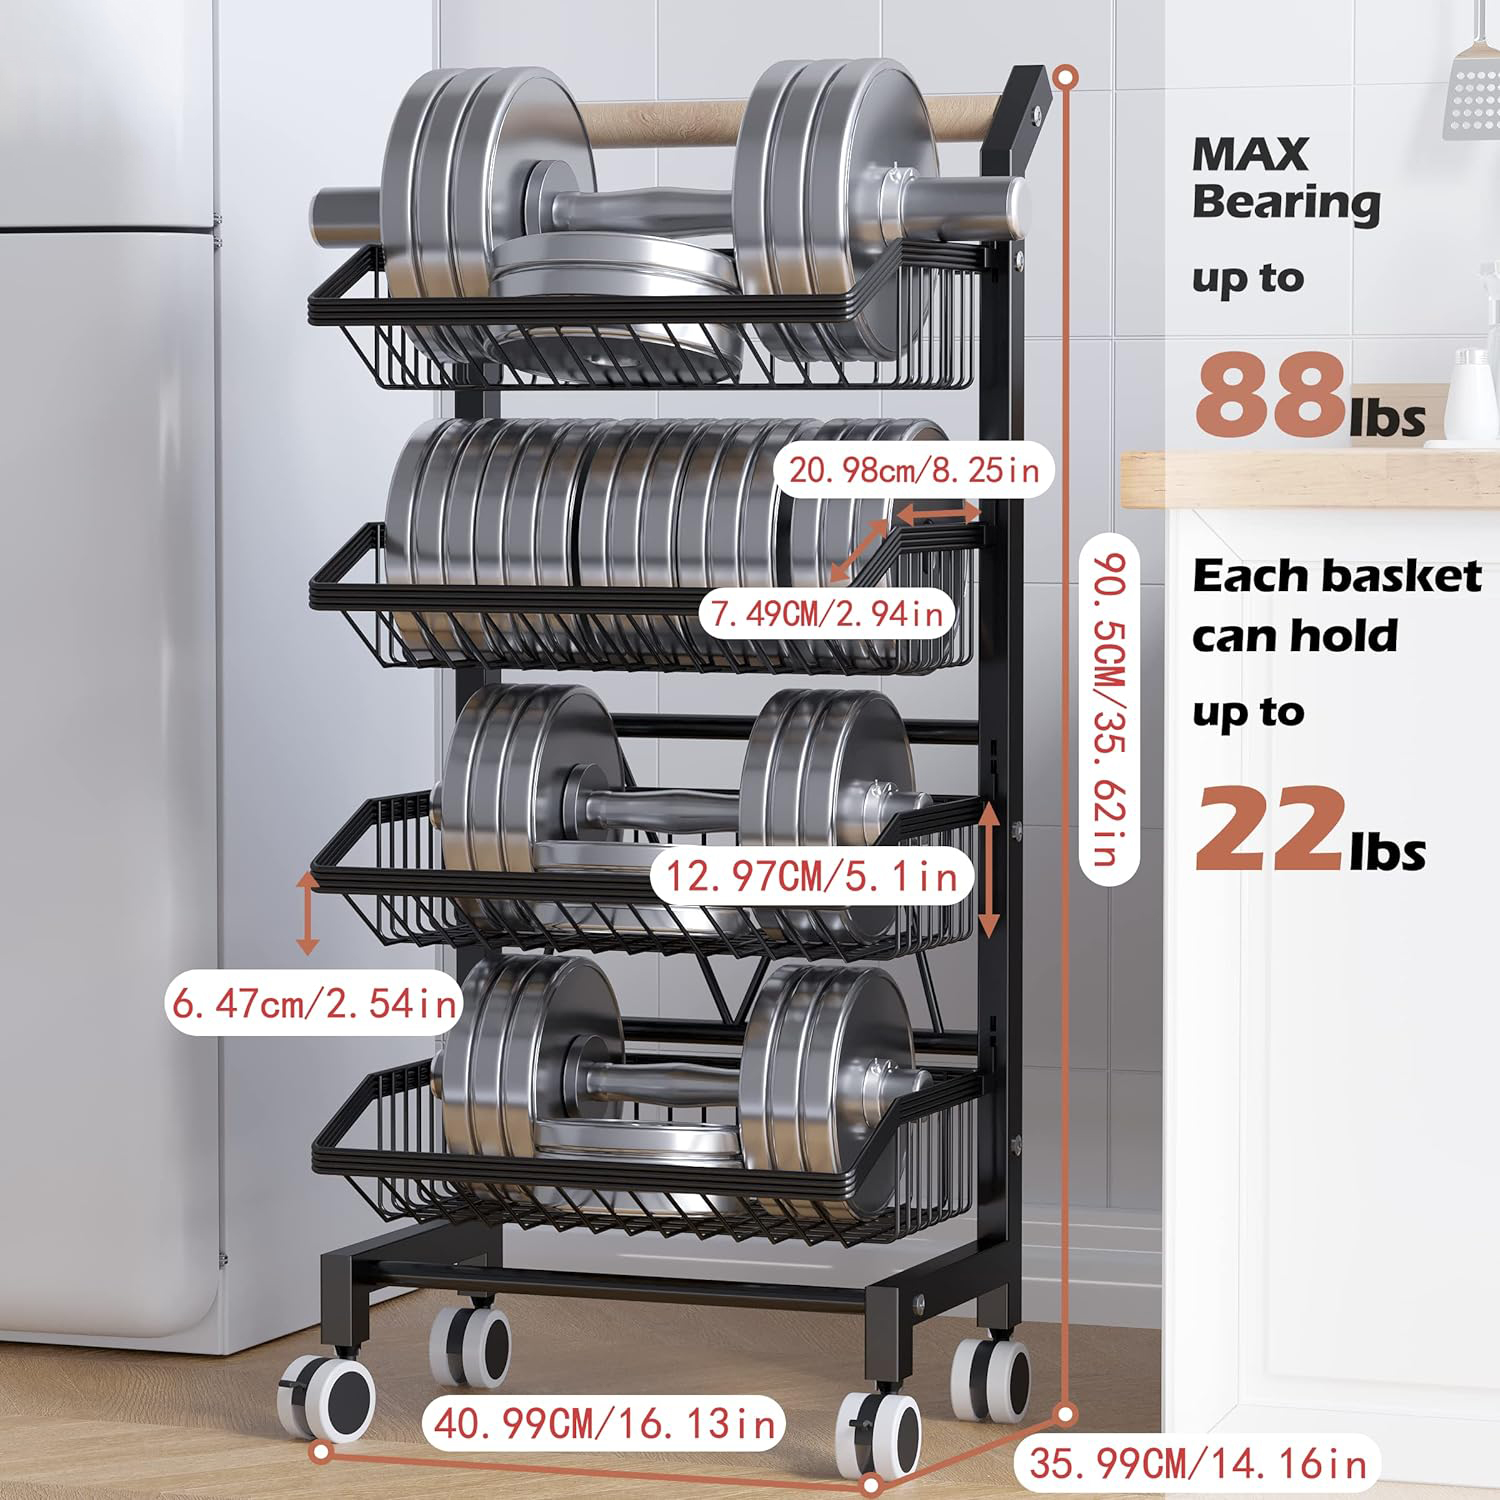 MAX
Bearing
up to
88lbs
20.98cm/8.25in
7.49CM/2.94in
90.5CM/35.62in
Each basket
can hold
up to
22lbs
12.97CM/5.1in
6.47cm/2.54in
40.99CM/16.13in
35.99CM/14.16in